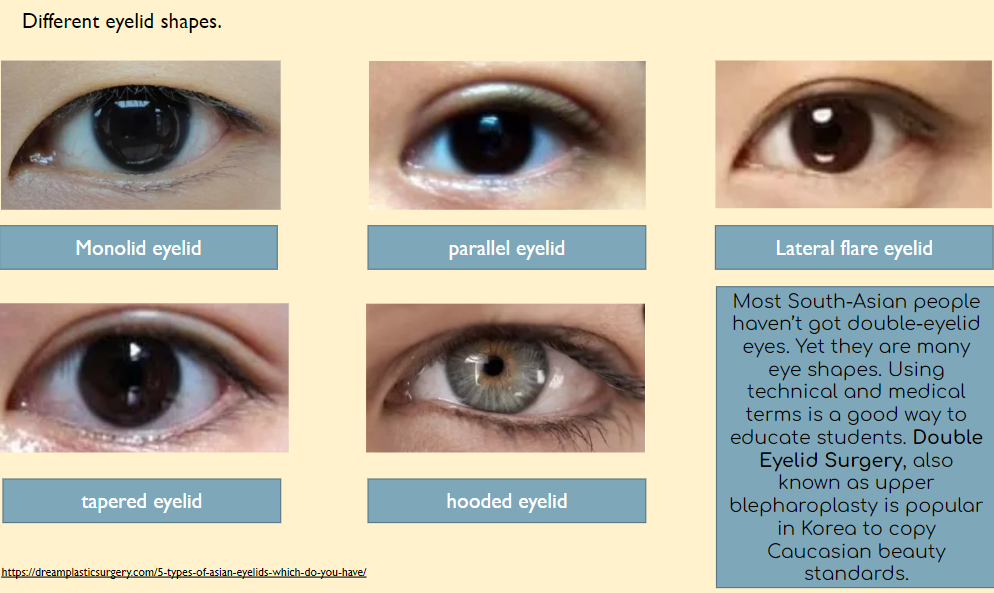 Different eyelid shapes.
Monolid eyelid
parallel eyelid
Lateral flare eyelid
tapered eyelid
hooded eyelid
Most South-Asian people
haven't got double-eyelid
eyes. Yet they are many
eye shapes. Using
technical and medical
terms is a good way to
educate students. Double
Eyelid Surgery, also
known as upper
blepharoplasty is popular
in Korea to copy
Caucasian beauty
standards.
https://dreamplasticsurgery.com/5-types-of-asian-eyelids-which-do-you-have/